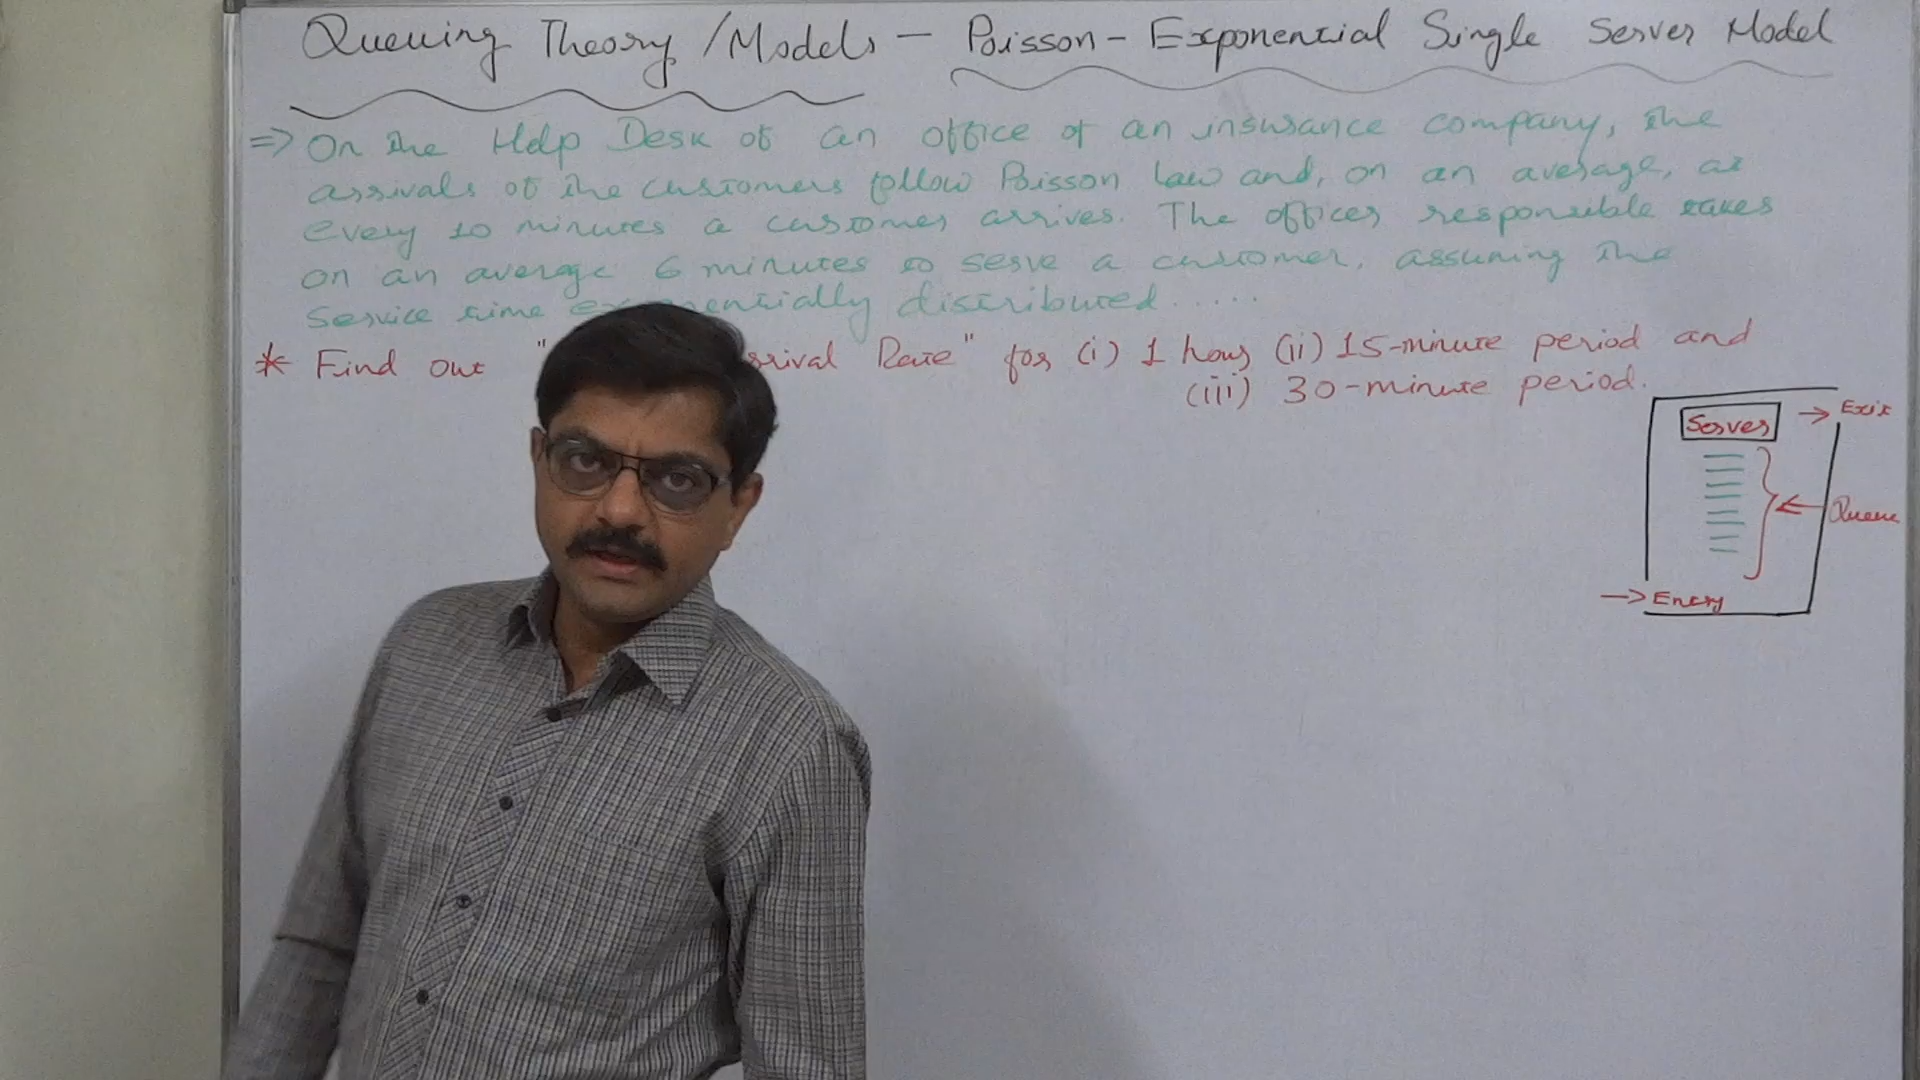 Queuing Theory/Models - Poisson-Exponential Single Server Model
=> On the Help Desk of an office of an insurance company, the
arrivals of the customers follow Poisson Law and, on an average, at
every 10 minutes a customer arrives. The officer responsible takes
on an average 6 minutes to serve a customer, assuming the
service time distributed.....
* Find out " Rate" for (i) 1 hour (ii) 15-minute period and
(iii) 30-minute period.
Server → Exit
Queue
→ Entry